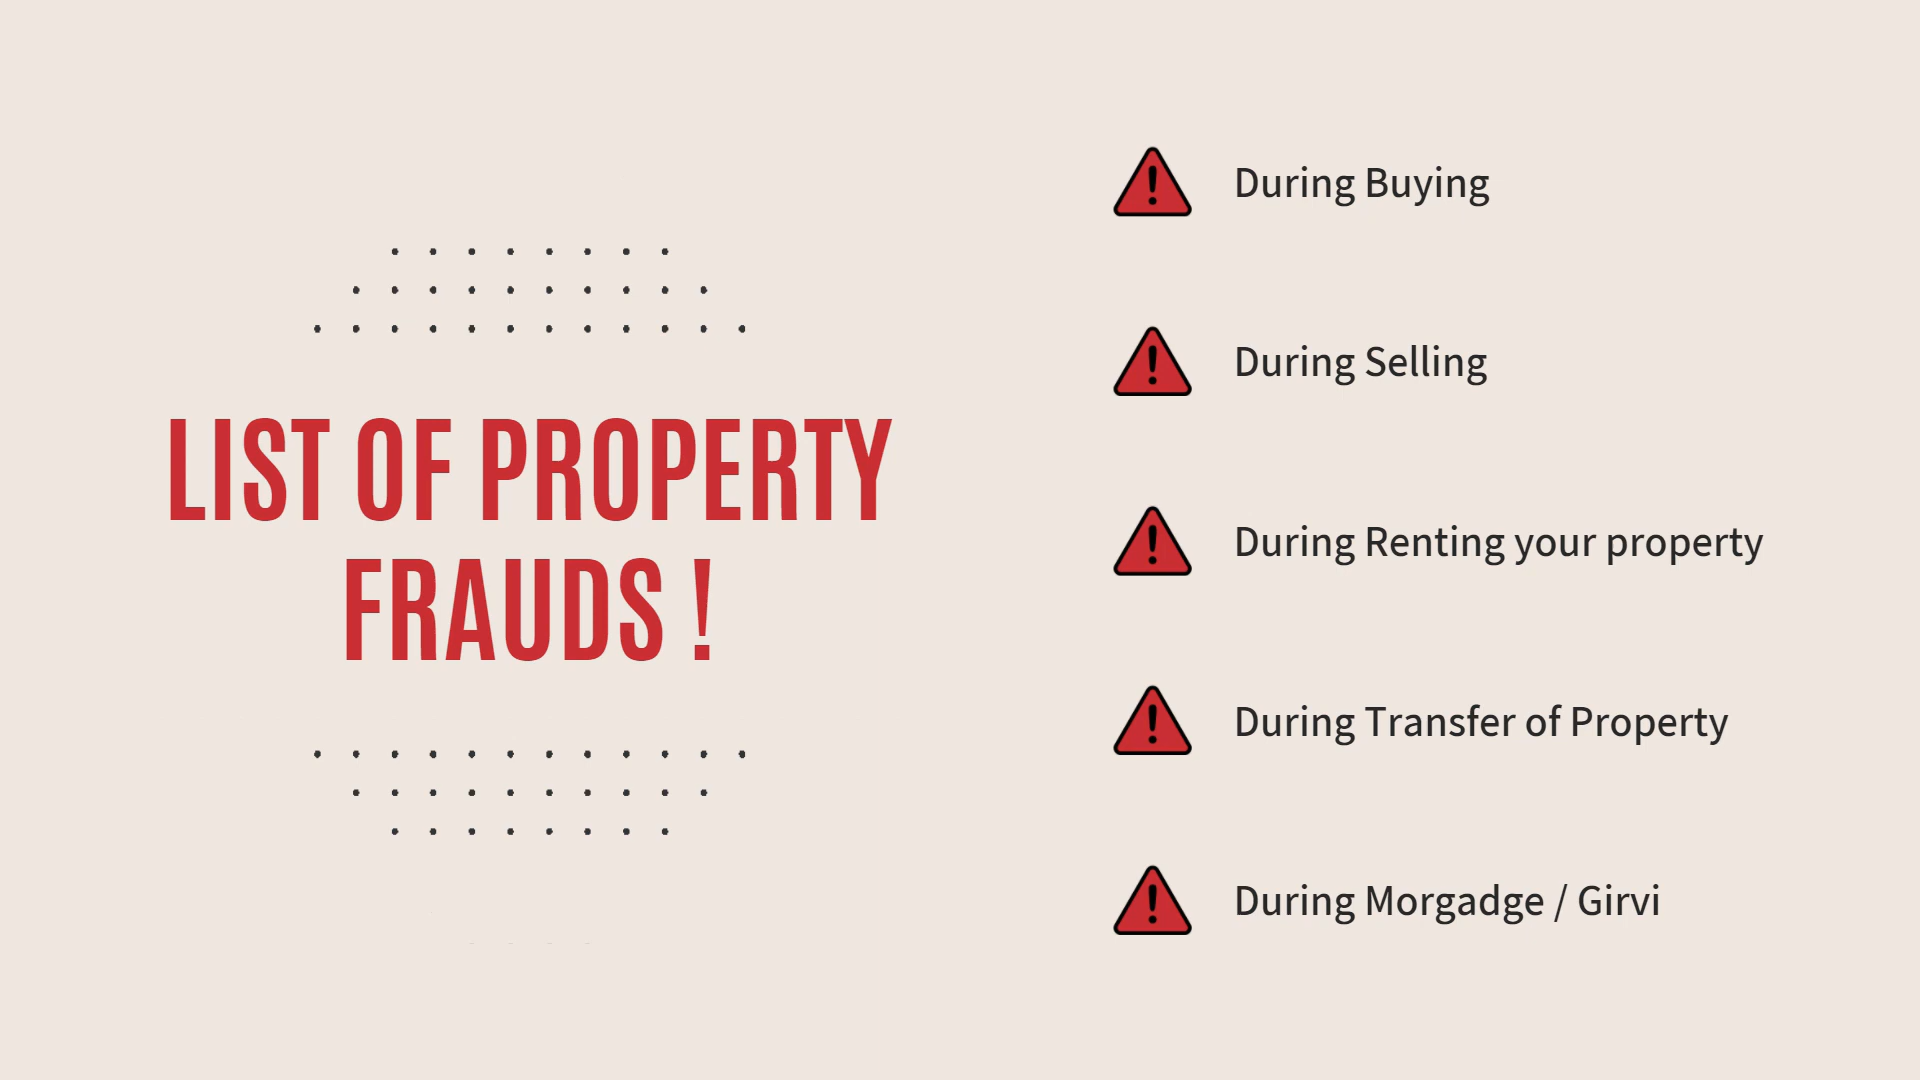 LIST OF PROPERTY
FRAUDS !
During Buying
During Selling
During Renting your property
During Transfer of Property
During Morgadge / Girvi